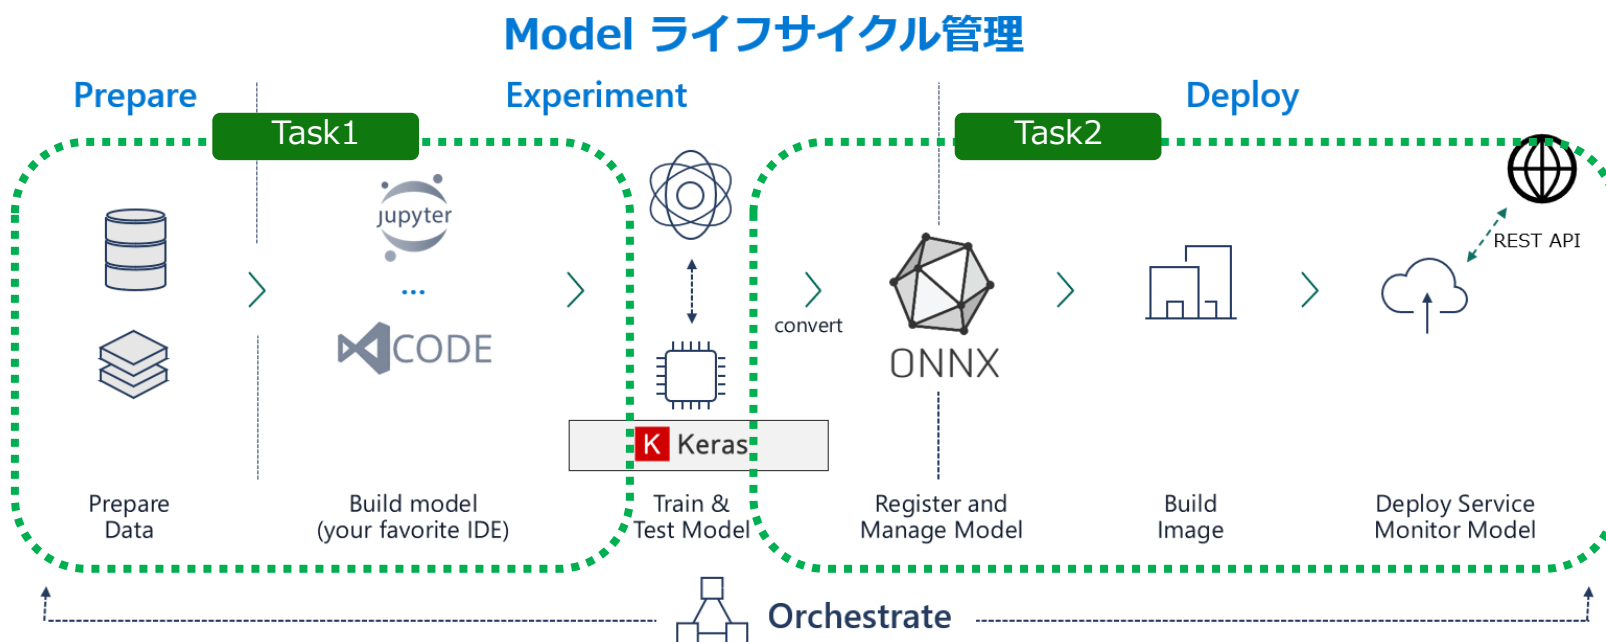 Model ライフサイクル管理
Prepare
Experiment
Deploy
Task1
Task2
jupyter
...
CODE
convert
ONNX
REST API
K Keras
Prepare
Data
Build model
(your favorite IDE)
Train &
Test Model
Register and
Manage Model
Build
Image
Deploy Service
Monitor Model
Orchestrate